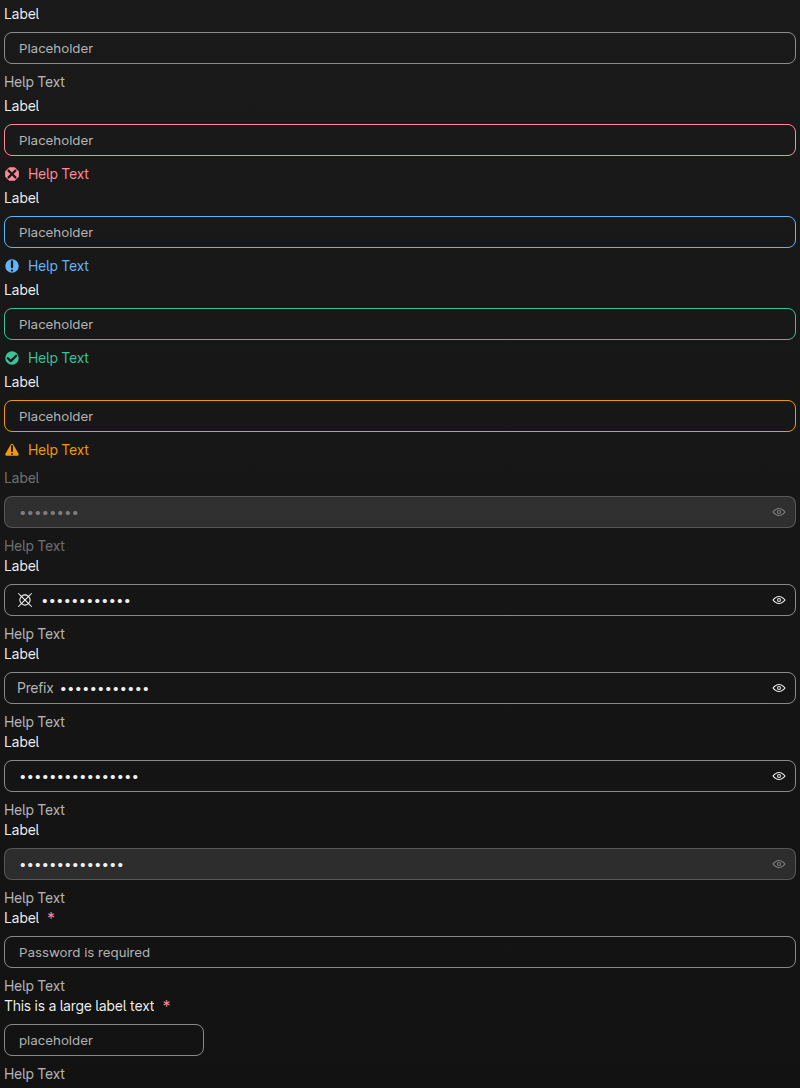 Label
Placeholder
Help Text
Label
Placeholder
Help Text
Label
Placeholder
Help Text
Label
Placeholder
Help Text
Label
Placeholder
Help Text
Label
••••••••
Help Text
Label
••••••••••••
Help Text
Label
Prefix ••••••••••••
Help Text
Label
••••••••••••••••
Help Text
Label
••••••••••••••
Help Text
Label *
Password is required
Help Text
This is a large label text *
placeholder
Help Text